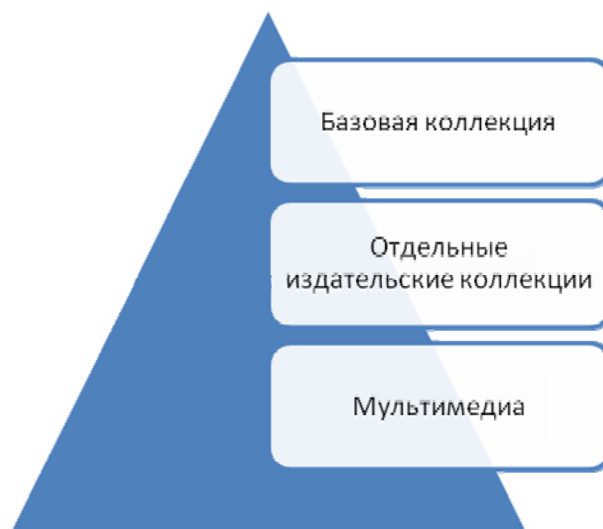 Базовая коллекция
Отдельные
издательские коллекции
Мультимедиа